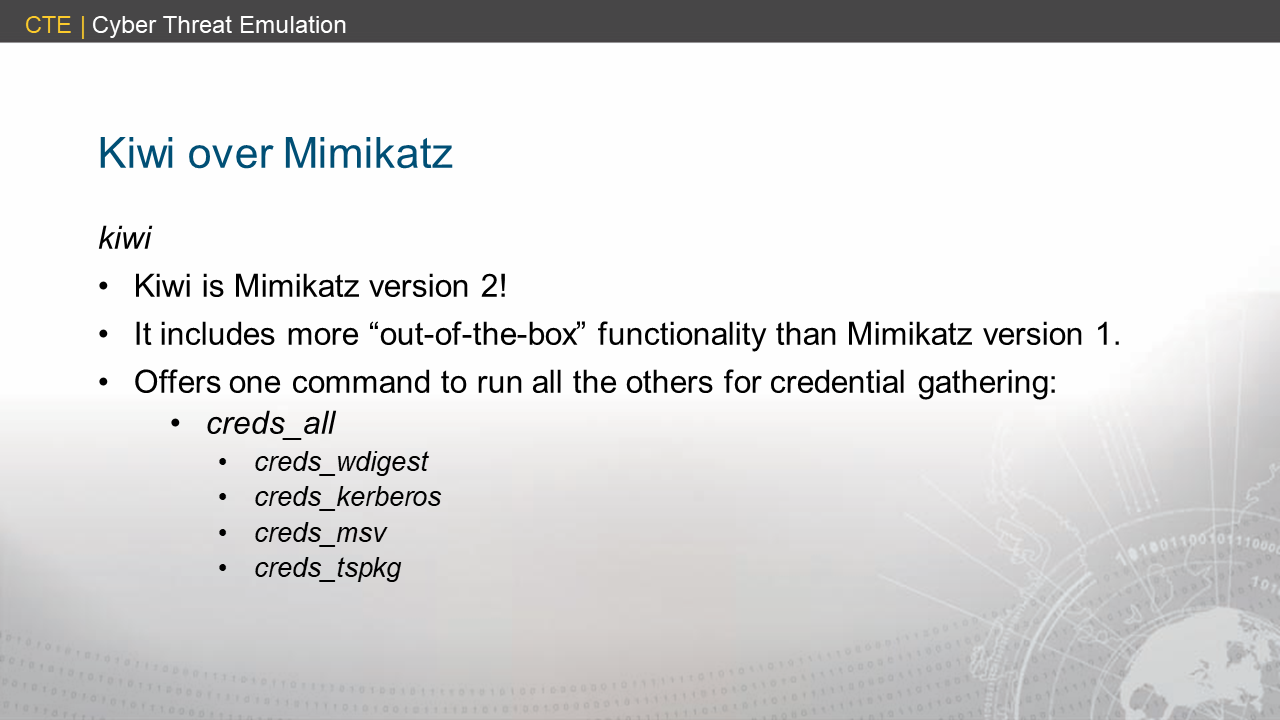 CTE | Cyber Threat Emulation
Kiwi over Mimikatz
kiwi
• Kiwi is Mimikatz version 2!
• It includes more “out-of-the-box” functionality than Mimikatz version 1.
• Offers one command to run all the others for credential gathering:
• creds_all
• creds_wdigest
• creds_kerberos
• creds_msv
• creds_tspkg